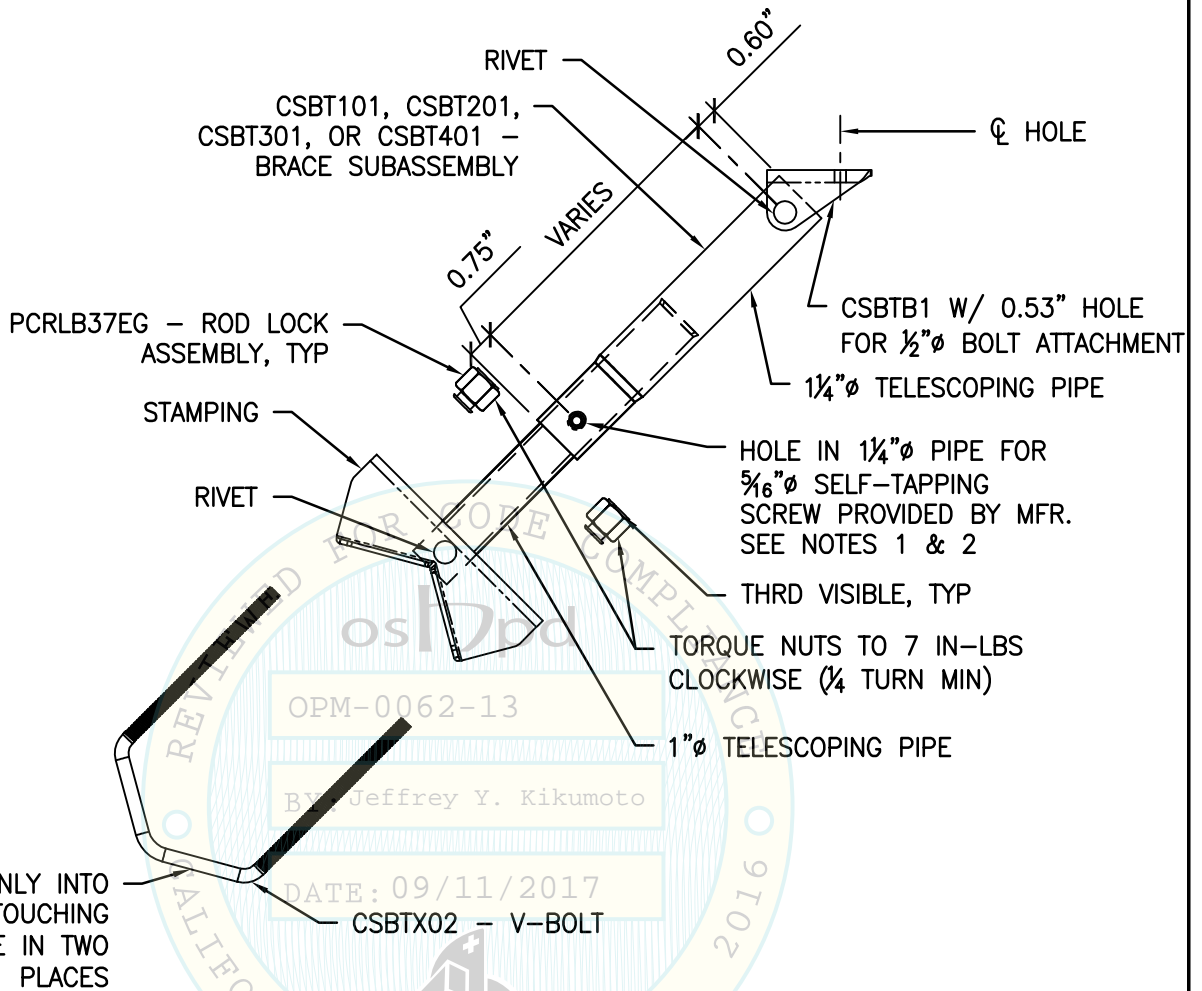 0.60"
RIVET
CSBT101, CSBT201,
CSBT301, OR CSBT401 –
BRACE SUBASSEMBLY
℄ HOLE
VARIES
0.75"
PCRLB37EG – ROD LOCK
ASSEMBLY, TYP
CSBTB1 W/ 0.53" HOLE
FOR ½"ø BOLT ATTACHMENT
1¼"ø TELESCOPING PIPE
STAMPING
HOLE IN 1¼"ø PIPE FOR
5⁄16"ø SELF–TAPPING
SCREW PROVIDED BY MFR.
SEE NOTES 1 & 2
RIVET
THRD VISIBLE, TYP
TORQUE NUTS TO 7 IN–LBS
CLOCKWISE (¼ TURN MIN)
1"ø TELESCOPING PIPE
REVIEWED FOR CODE COMPLIANCE
oshpd
OPM-0062-13
BY: Jeffrey Y. Kikumoto
DATE: 09/11/2017
2016
NLY INTO
TOUCHING
E IN TWO
PLACES
CSBTX02 – V–BOLT